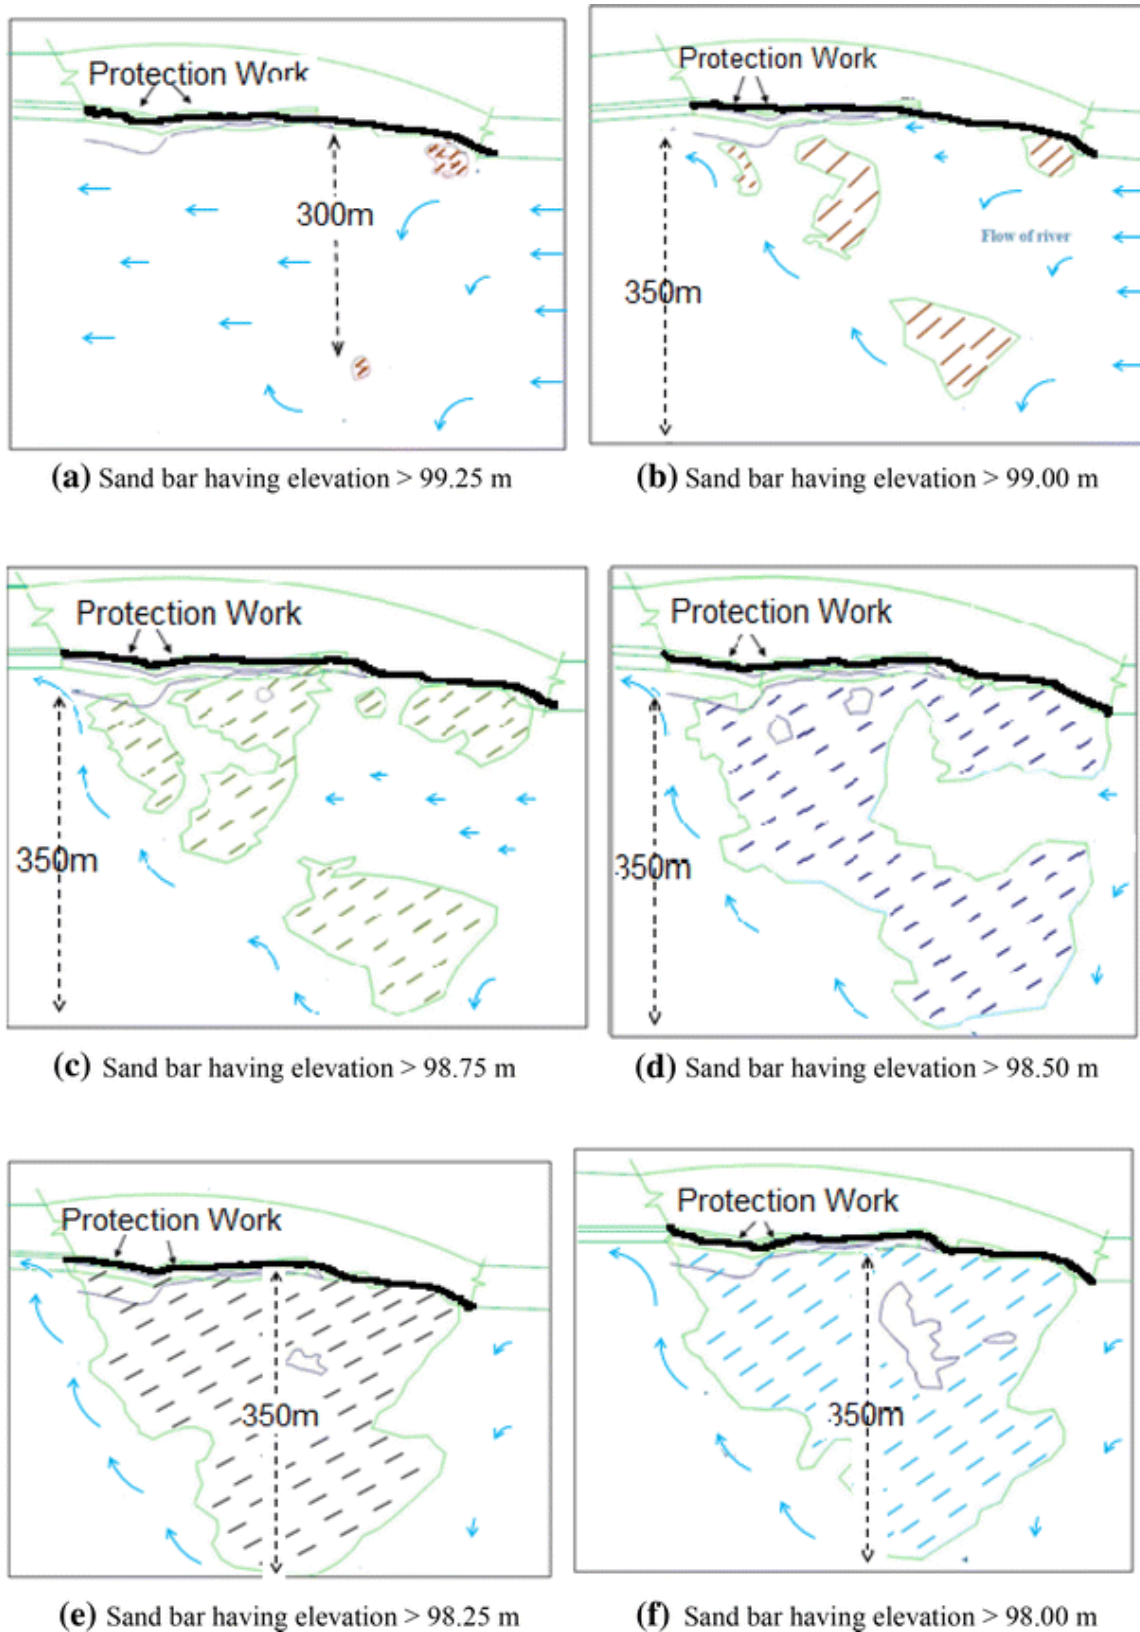 Protection Work
300m
(a) Sand bar having elevation > 99.25 m
Protection Work
Flow of river
350m
(b) Sand bar having elevation > 99.00 m
Protection Work
350m
(c) Sand bar having elevation > 98.75 m
Protection Work
350m
(d) Sand bar having elevation > 98.50 m
Protection Work
350m
(e) Sand bar having elevation > 98.25 m
Protection Work
350m
(f) Sand bar having elevation > 98.00 m